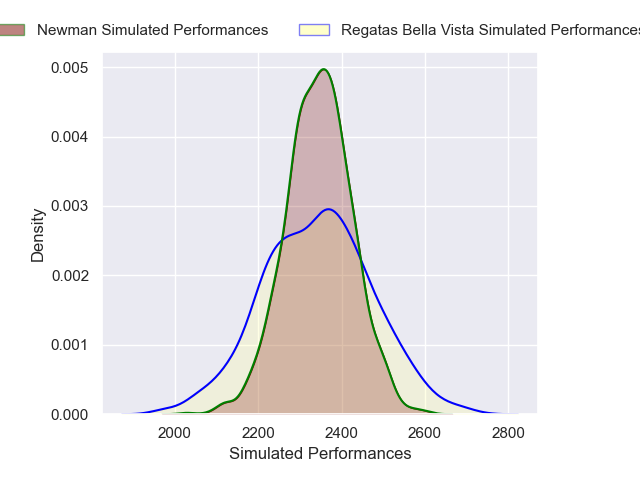 Newman Simulated Performances
Regatas Bella Vista Simulated Performances
0.005
0.004
0.003
0.002
0.001
0.000
Density
2000 2200 2400 2600 2800
Simulated Performances